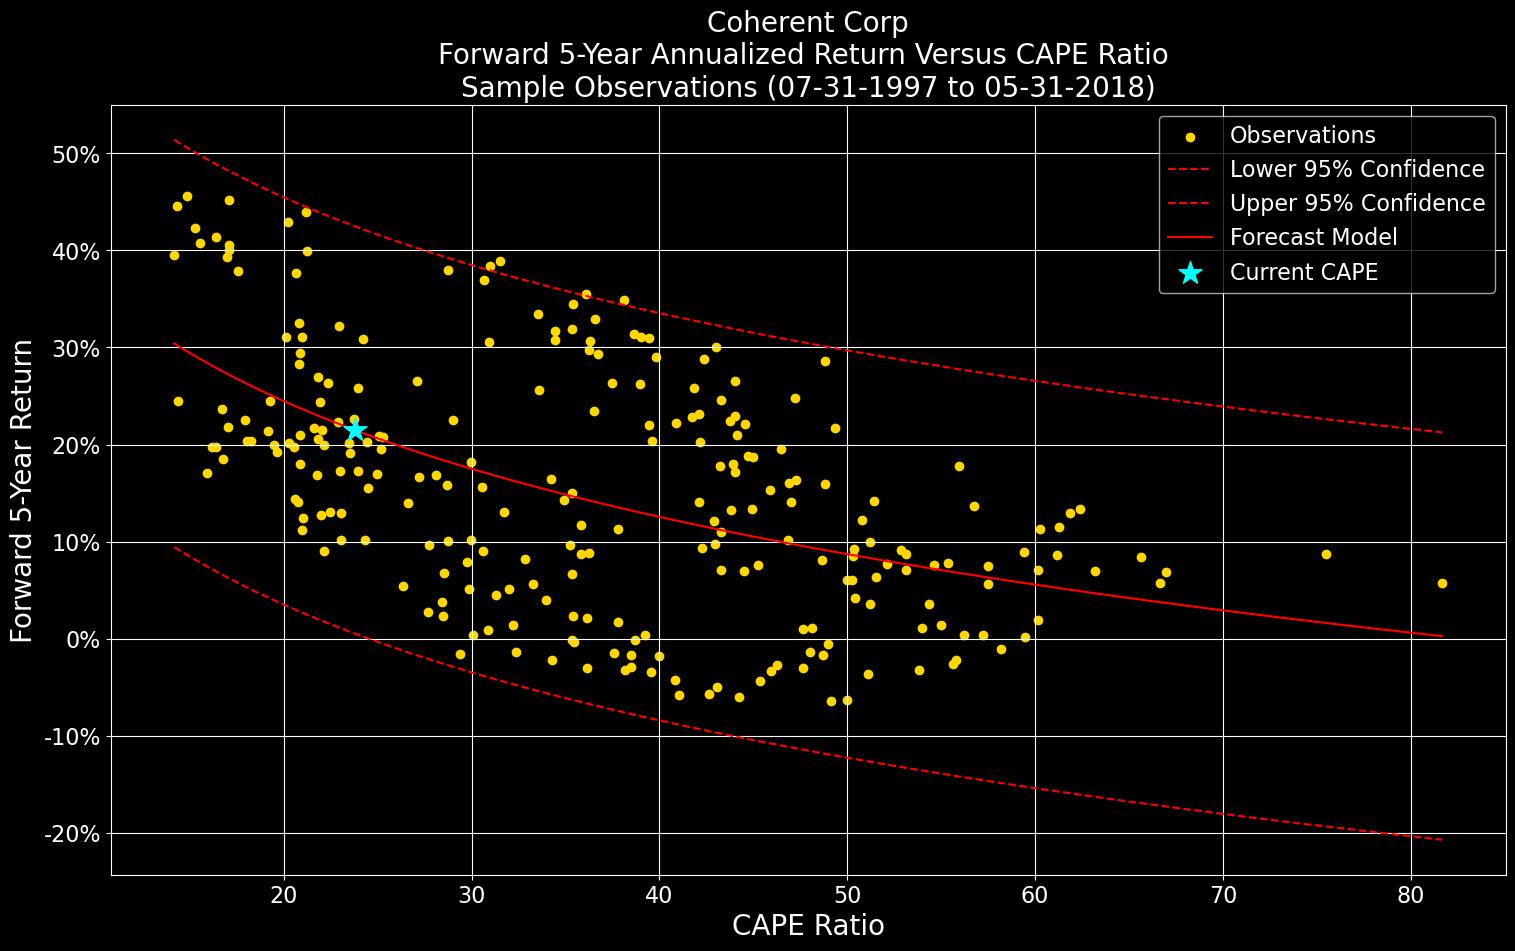 Coherent Corp
Forward 5-Year Annualized Return Versus CAPE Ratio
Sample Observations (07-31-1997 to 05-31-2018)
Observations
Lower 95% Confidence
Upper 95% Confidence
Forecast Model
Current CAPE
Forward 5-Year Return
50%
40%
30%
20%
10%
0%
-10%
-20%
20 30 40 50 60 70 80
CAPE Ratio